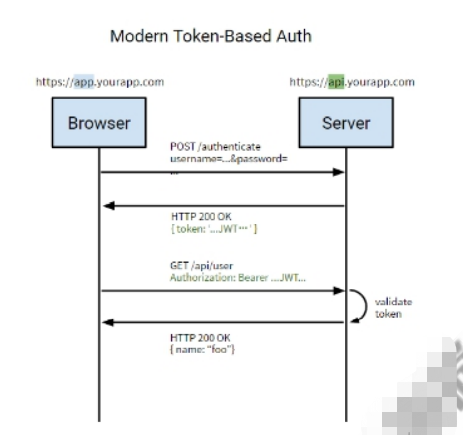 Modern Token-Based Auth
https://app.yourapp.com
https://api.yourapp.com
Browser
Server
POST /authenticate
username=...&password=
...
HTTP 200 OK
{ token: '...JWT...' }
GET /api/user
Authorization: Bearer ...JWT...
validate
token
HTTP 200 OK
{ name: "foo"}